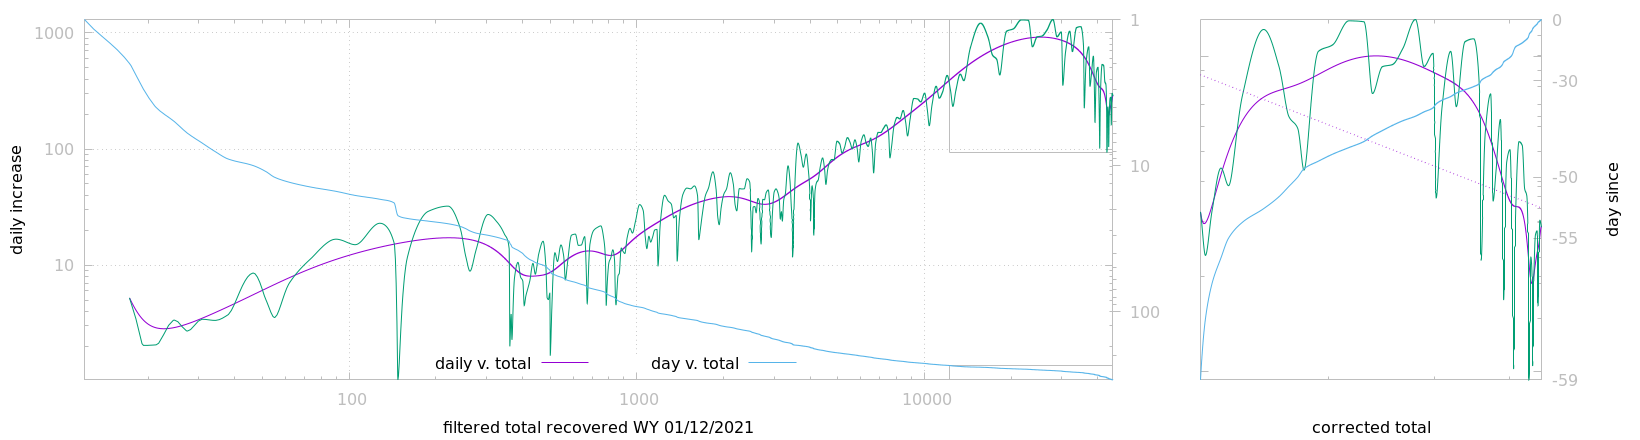 1000
100
10
daily increase
1
10
100
daily v. total
day v. total
100
1000
10000
filtered total recovered WY 01/12/2021
0
-30
-50
-55
-59
day since
corrected total